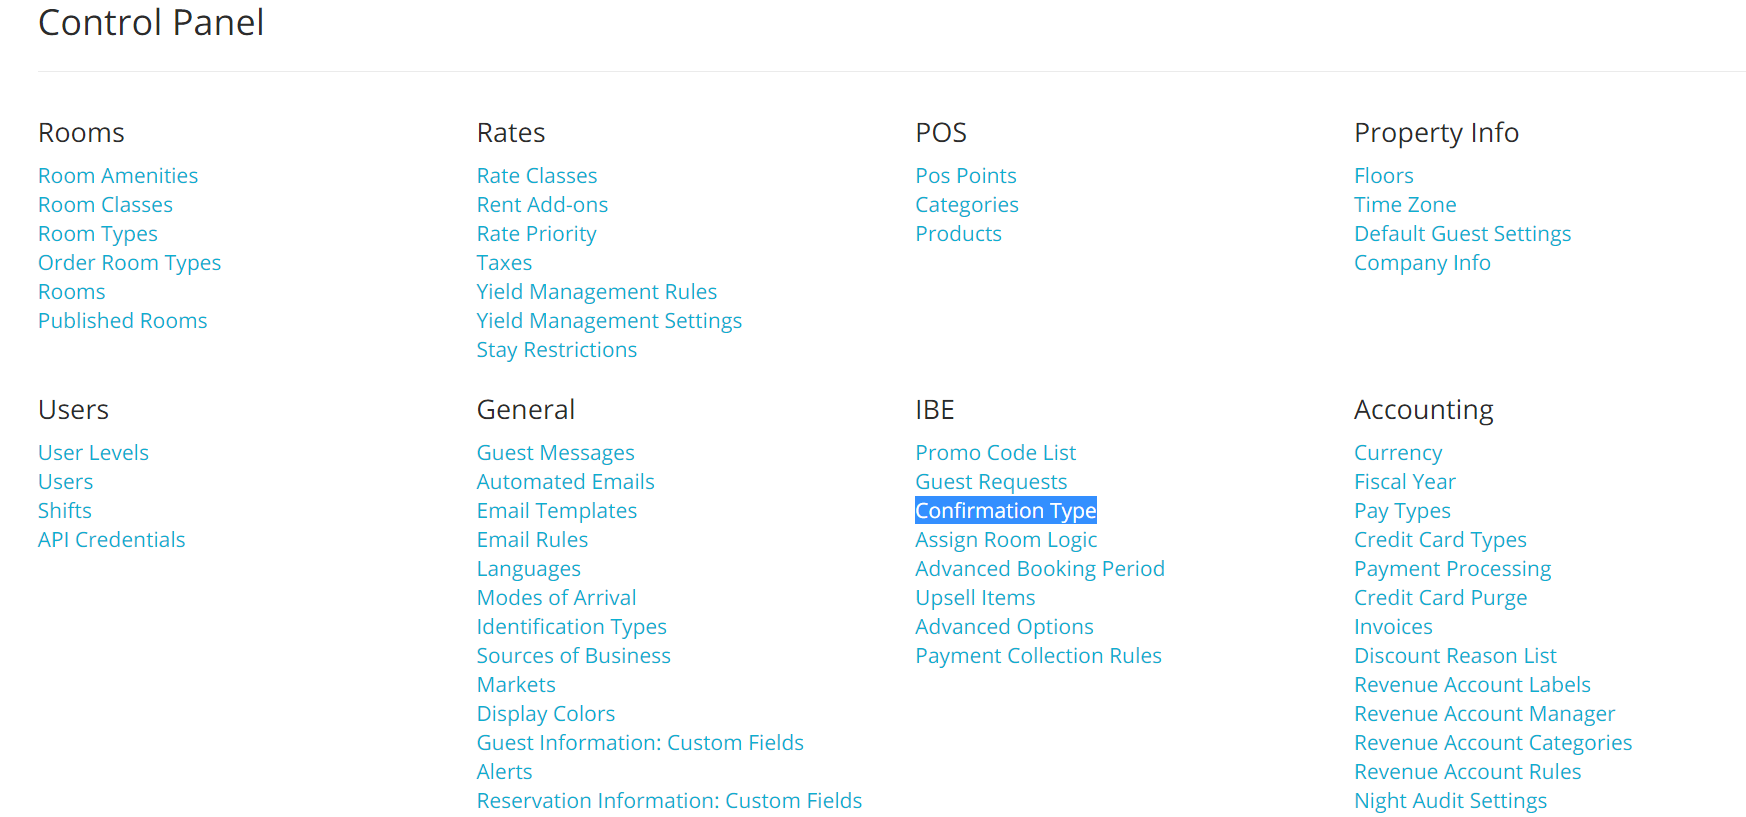 Control Panel
Rooms
Room Amenities
Room Classes
Room Types
Order Room Types
Rooms
Published Rooms
Rates
Rate Classes
Rent Add-ons
Rate Priority
Taxes
Yield Management Rules
Yield Management Settings
Stay Restrictions
POS
Pos Points
Categories
Products
Property Info
Floors
Time Zone
Default Guest Settings
Company Info
Users
User Levels
Users
Shifts
API Credentials
General
Guest Messages
Automated Emails
Email Templates
Email Rules
Languages
Modes of Arrival
Identification Types
Sources of Business
Markets
Display Colors
Guest Information: Custom Fields
Alerts
Reservation Information: Custom Fields
IBE
Promo Code List
Guest Requests
Confirmation Type
Assign Room Logic
Advanced Booking Period
Upsell Items
Advanced Options
Payment Collection Rules
Accounting
Currency
Fiscal Year
Pay Types
Credit Card Types
Payment Processing
Credit Card Purge
Invoices
Discount Reason List
Revenue Account Labels
Revenue Account Manager
Revenue Account Categories
Revenue Account Rules
Night Audit Settings